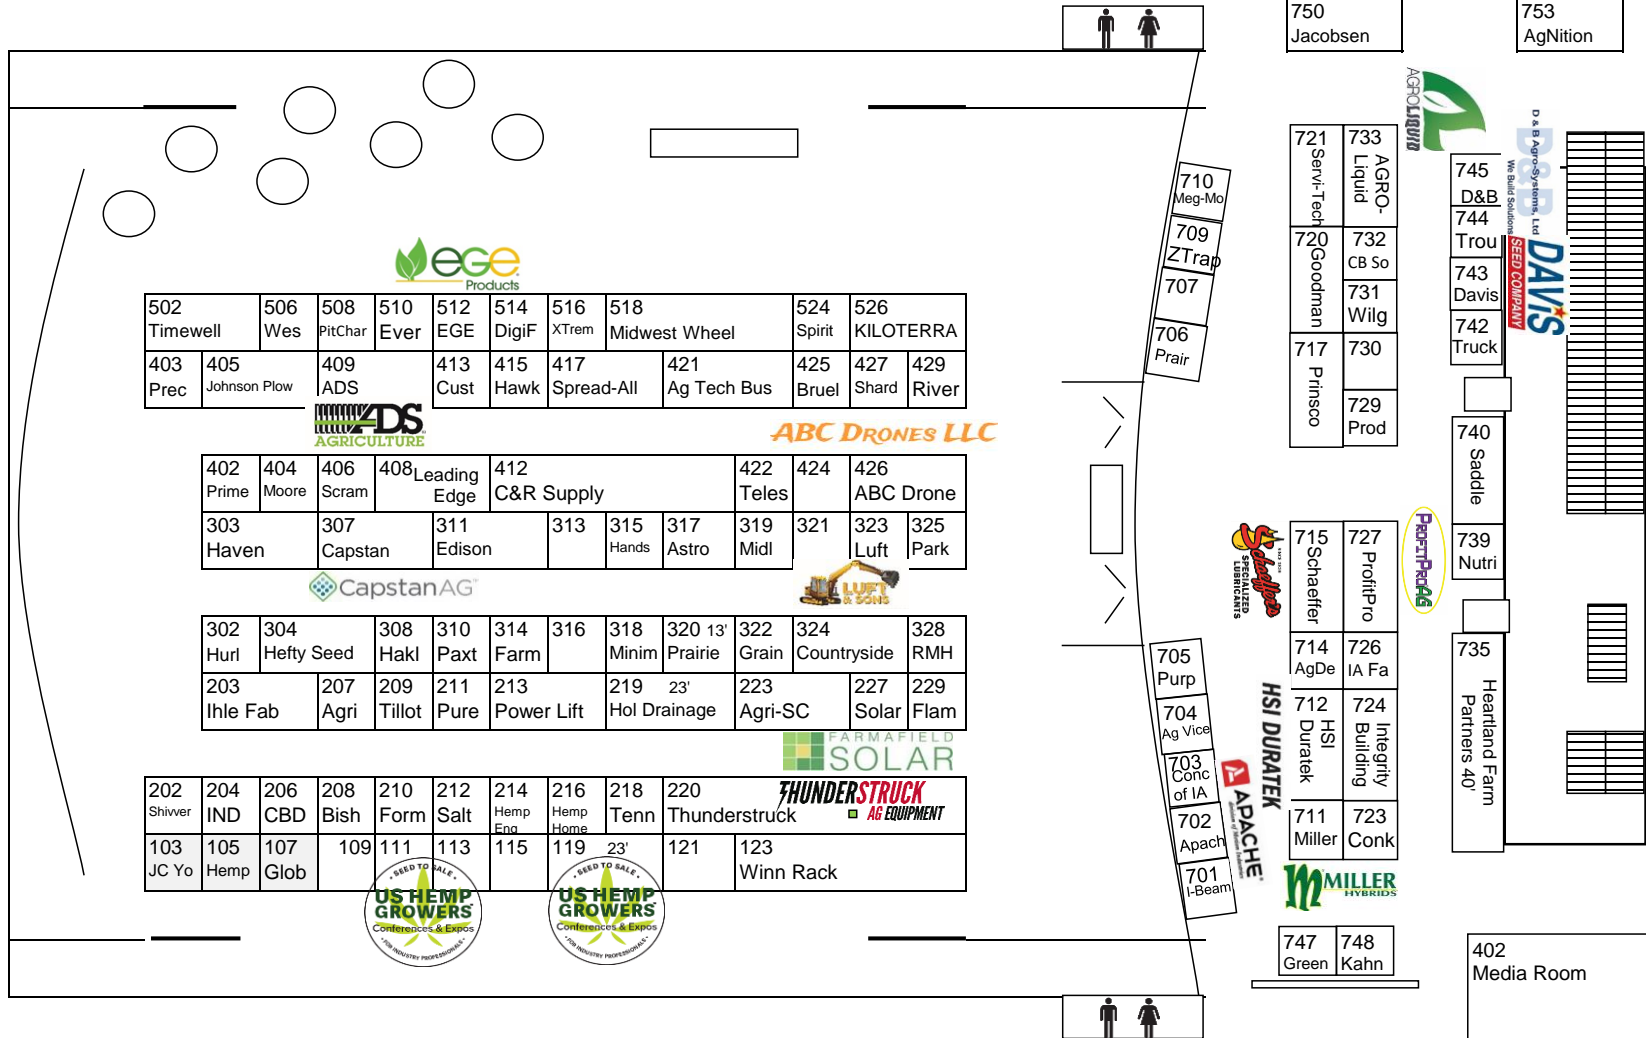 750
Jacobsen
753
AgNition
AGROLIQUID
D & B Agro-Systems, Ltd
D&B
We Build Solutions
DAVIS
SEED COMPANY
721
Servi-Tech
733
AGRO-
Liquid
745
D&B
710
Meg-Mo
709
ZTrap
707
706
Prair
720
Goodman
732
CB So
731
Wilg
744
Trou
743
Davis
742
Truck
717
Prinsco
730
729
Prod
740
Saddle
739
Nutri
ege
Products
502
Timewell
506
Wes
508
PitChar
510
Ever
512
EGE
514
DigiF
516
XTrem
518
Midwest Wheel
524
Spirit
526
KILOTERRA
403
Prec
405
Johnson Plow
409
ADS
413
Cust
415
Hawk
417
Spread-All
421
Ag Tech Bus
425
Bruel
427
Shard
429
River
ADS
AGRICULTURE
ABC DRONES LLC
402
Prime
404
Moore
406
Scram
408
Leading
Edge
412
C&R Supply
422
Teles
424
426
ABC Drone
303
Haven
307
Capstan
311
Edison
313
315
Hands
317
Astro
319
Midl
321
323
Luft
325
Park
CapstanAG
LUFT
& SONS
Schaeffer's
SPECIALIZED
LUBRICANTS
715
Schaeffer
727
ProfitPro
PROFITPROAG
302
Hurl
304
Hefty Seed
308
Hakl
310
Paxt
314
Farm
316
318
Minim
320 13'
Prairie
322
Grain
324
Countryside
328
RMH
203
Ihle Fab
207
Agri
209
Tillot
211
Pure
213
Power Lift
219 23'
Hol Drainage
223
Agri-SC
227
Solar
229
Flam
FARMAFIELD
SOLAR
705
Purp
704
Ag Vice
703
Conc
of IA
702
Apach
701
I-Beam
714
AgDe
726
IA Fa
735
Heartland Farm
Partners 40'
712
HSI
Duratek
724
Integrity
Building
711
Miller
723
Conk
HSI DURATEK
APACHE
MILLER
HYBRIDS
202
Shivver
204
IND
206
CBD
208
Bish
210
Form
212
Salt
214
Hemp
Eng
216
Hemp
Home
218
Tenn
220
Thunderstruck
THUNDERSTRUCK
AG EQUIPMENT
103
JC Yo
105
Hemp
107
Glob
109
111
113
115
119 23'
121
123
Winn Rack
SEED TO SALE
US HEMP
GROWERS
Conferences & Expos
FOR INDUSTRY PROFESSIONALS
SEED TO SALE
US HEMP
GROWERS
Conferences & Expos
FOR INDUSTRY PROFESSIONALS
747
Green
748
Kahn
402
Media Room